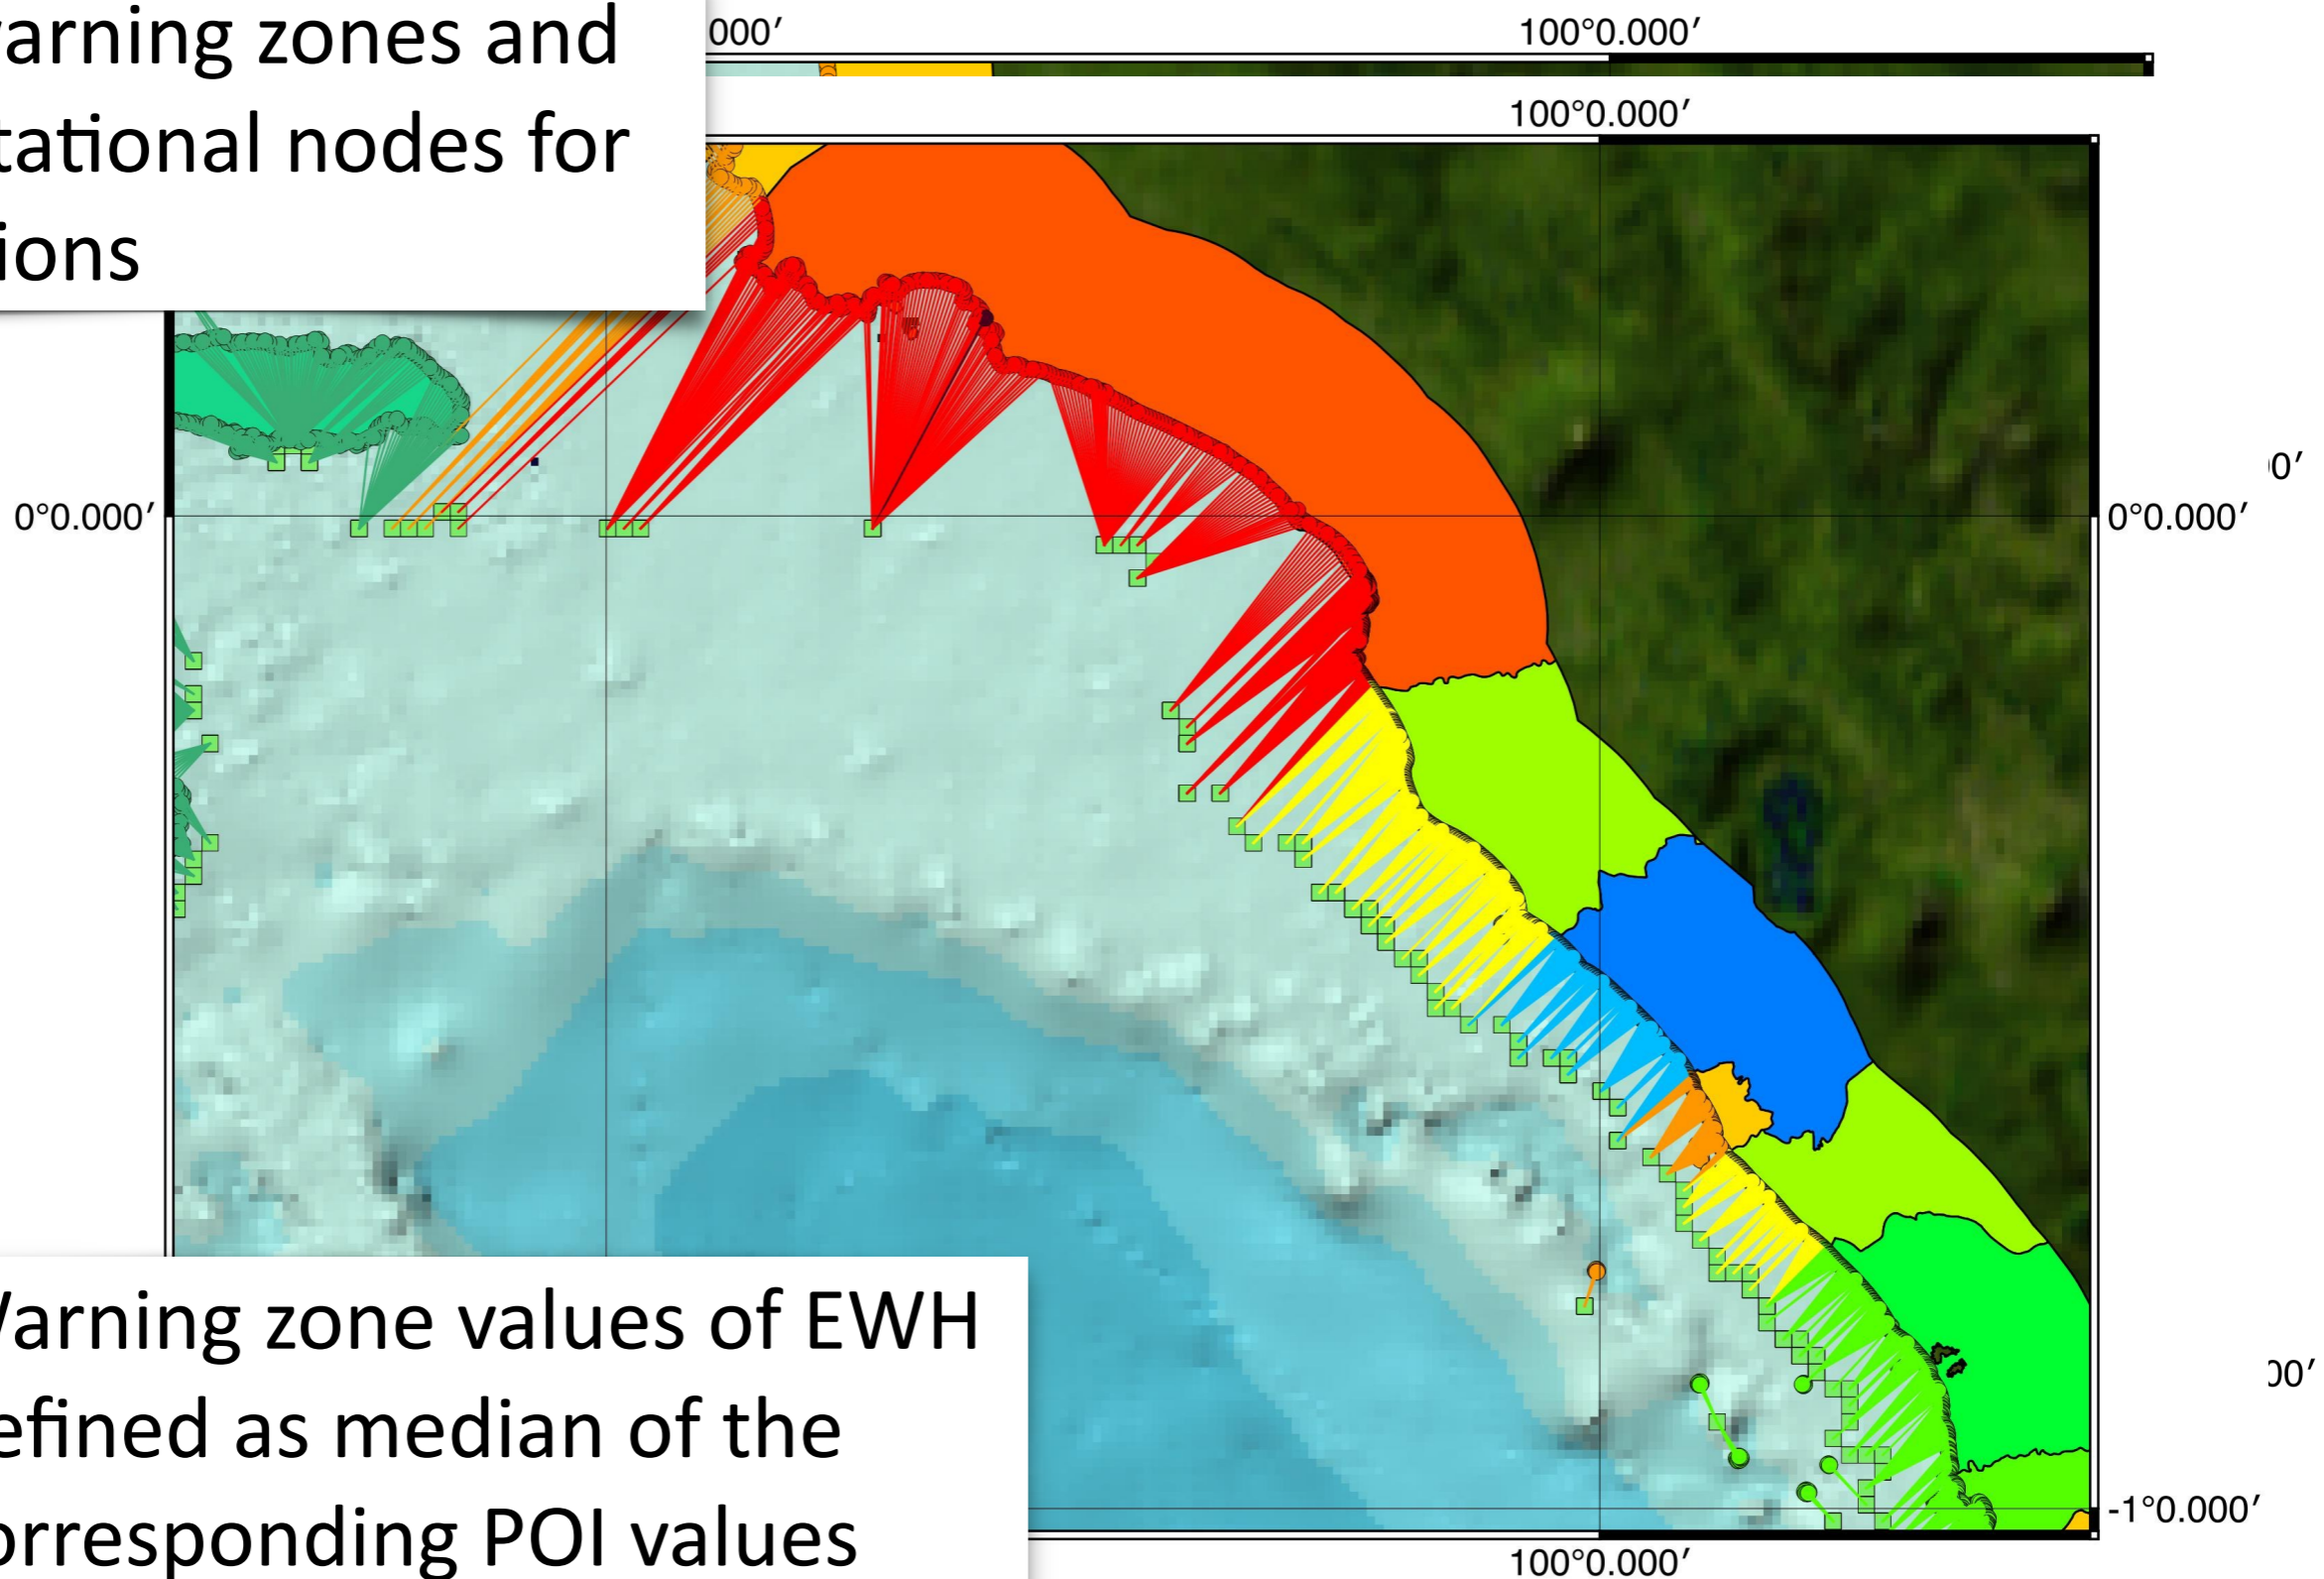 arning zones and
tational nodes for
ions
000′
100°0.000′
100°0.000′
0′
0°0.000′
0°0.000′
arning zone values of EWH
efined as median of the
orresponding POI values
00′
-1°0.000′
100°0.000′